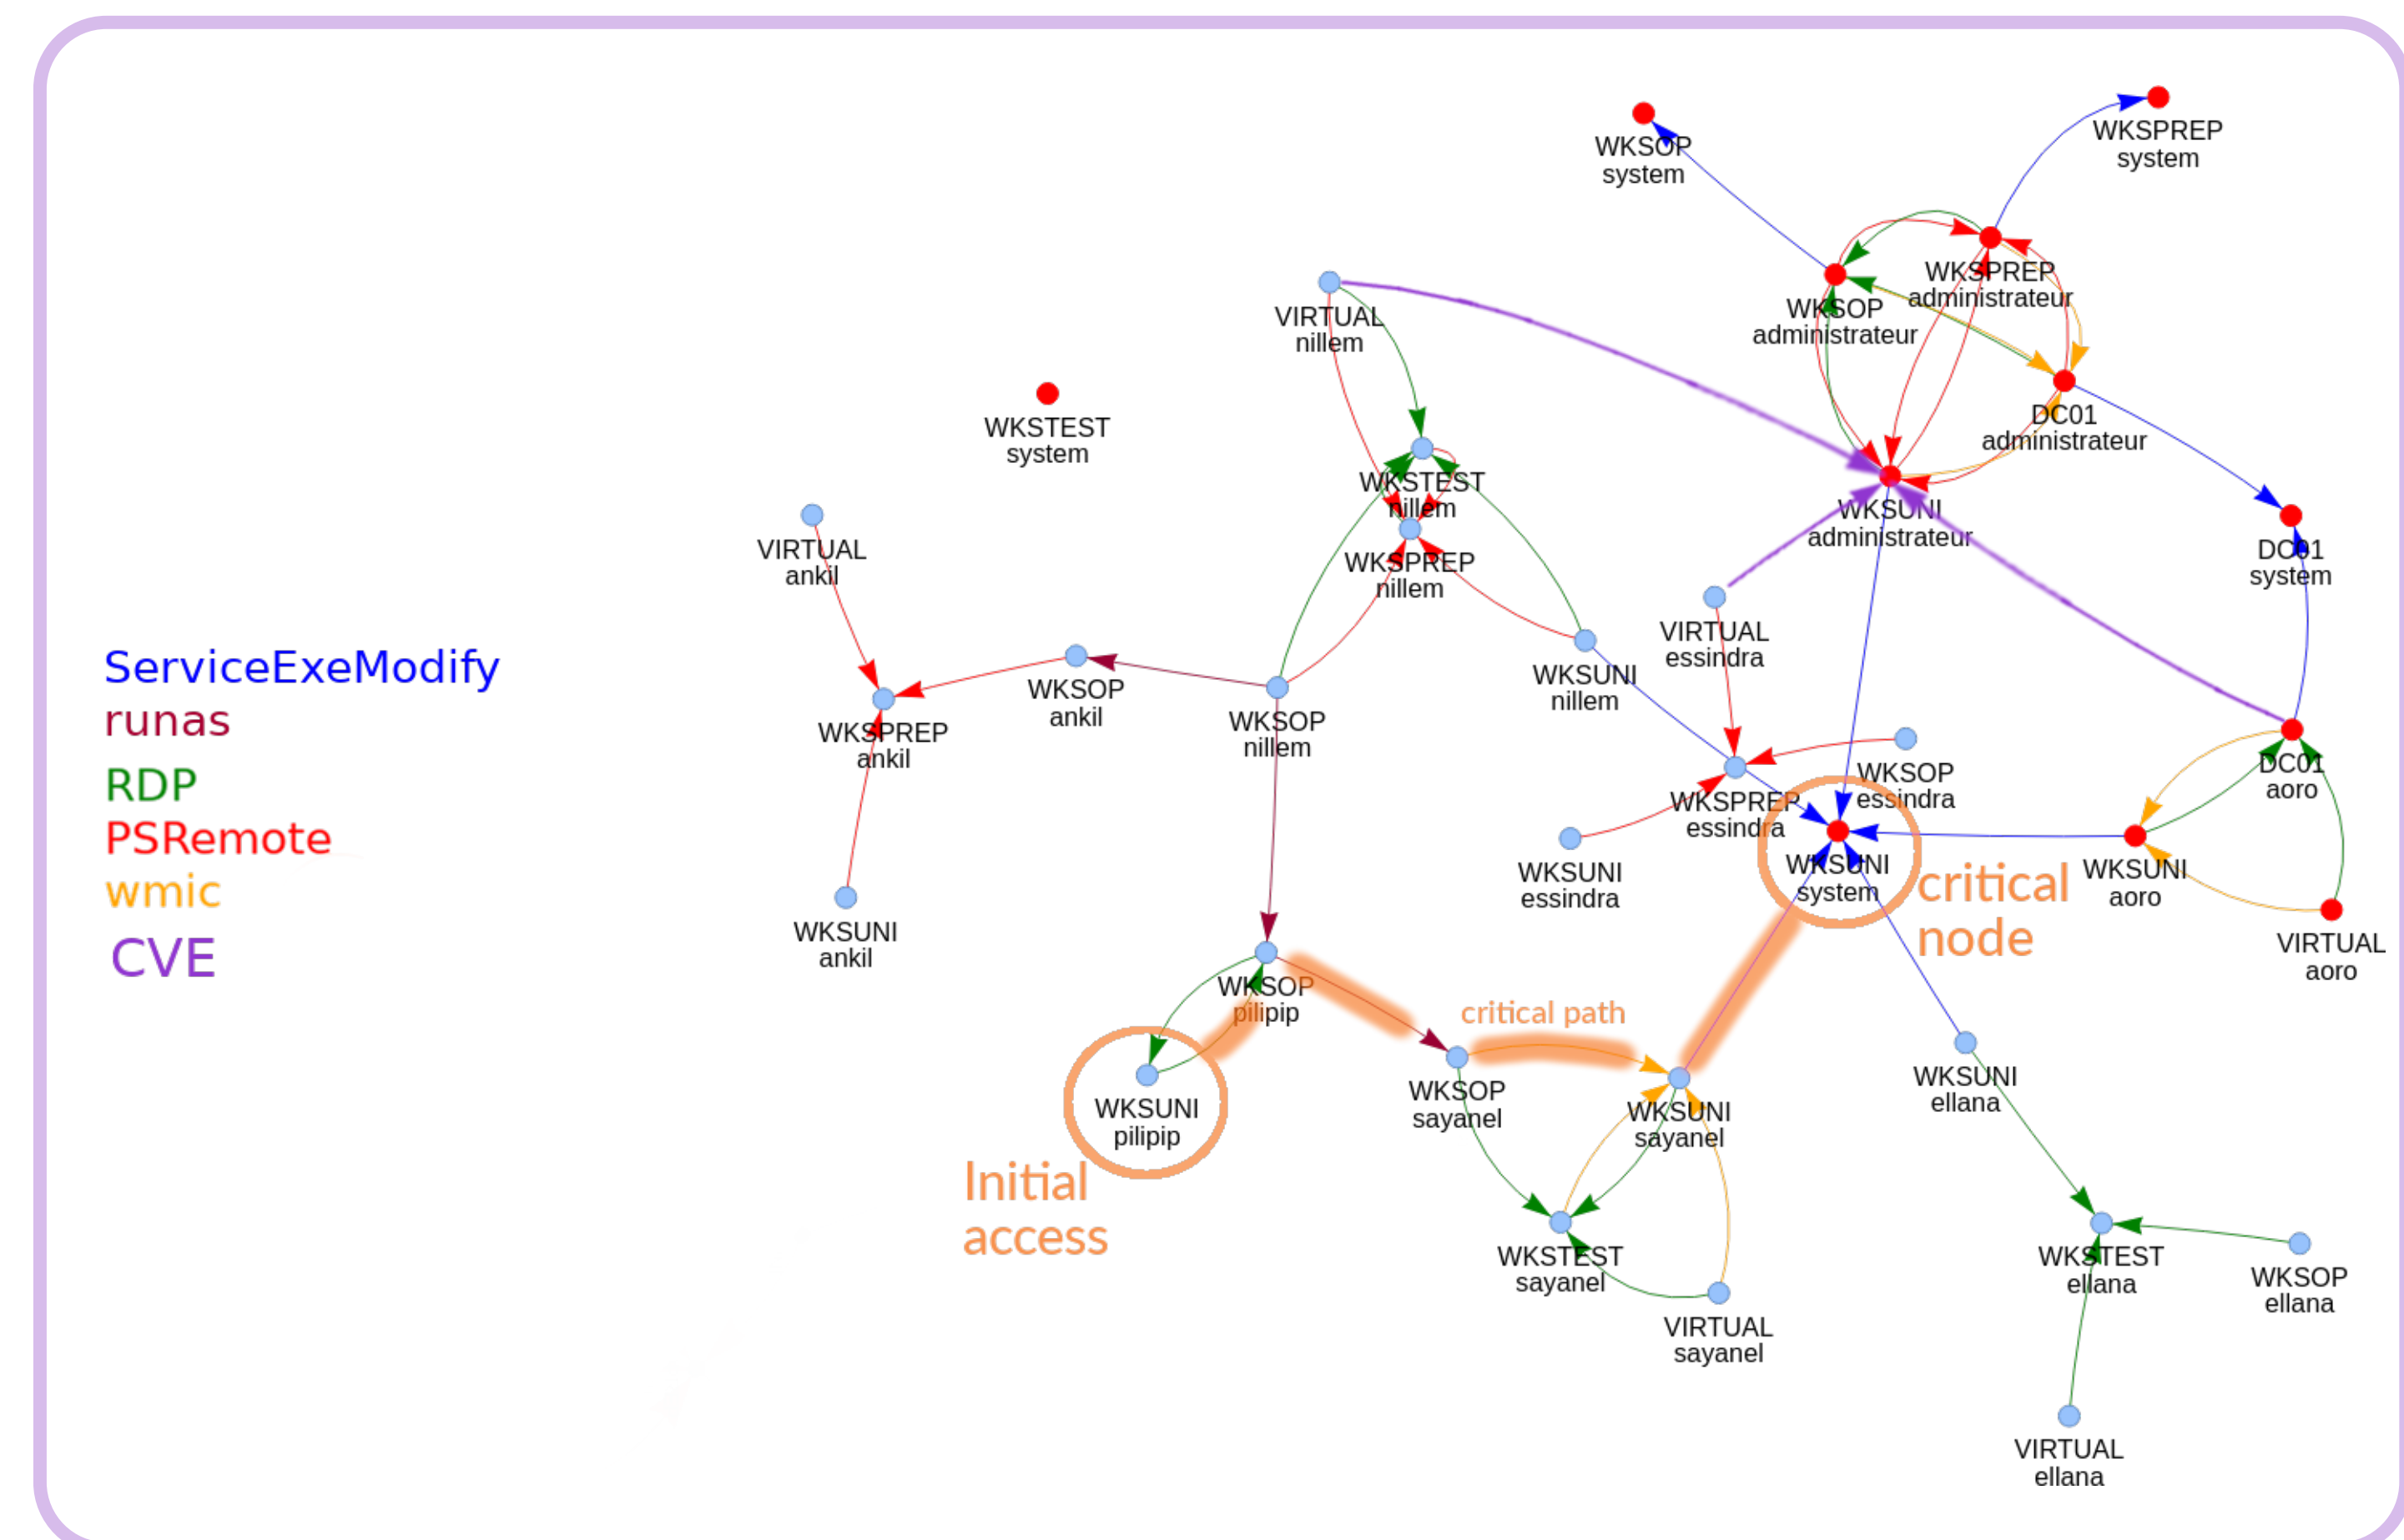 WKSOP
system
WKSPREP
system
WKSPREP
administrateur
WKSOP
administrateur
VIRTUAL
nillem
DC01
administrateur
WKSTEST
system
WKSTEST
nillem
WKSUNI
administrateur
VIRTUAL
ankil
DC01
system
WKSPREP
nillem
VIRTUAL
essindra
ServiceExeModify
runas
RDP
PSRemote
wmic
CVE
WKSUNI
nillem
WKSOP
ankil
WKSOP
nillem
WKSPREP
ankil
WKSOP
essindra
DC01
aoro
WKSPREP
essindra
WKSUNI
essindra
WKSUNI
system
critical
node
WKSUNI
aoro
WKSUNI
ankil
VIRTUAL
aoro
WKSOP
pilipip
critical path
WKSUNI
pilipip
Initial
access
WKSOP
sayanel
WKSUNI
sayanel
WKSUNI
ellana
WKSTEST
sayanel
WKSTEST
ellana
WKSOP
ellana
VIRTUAL
sayanel
VIRTUAL
ellana